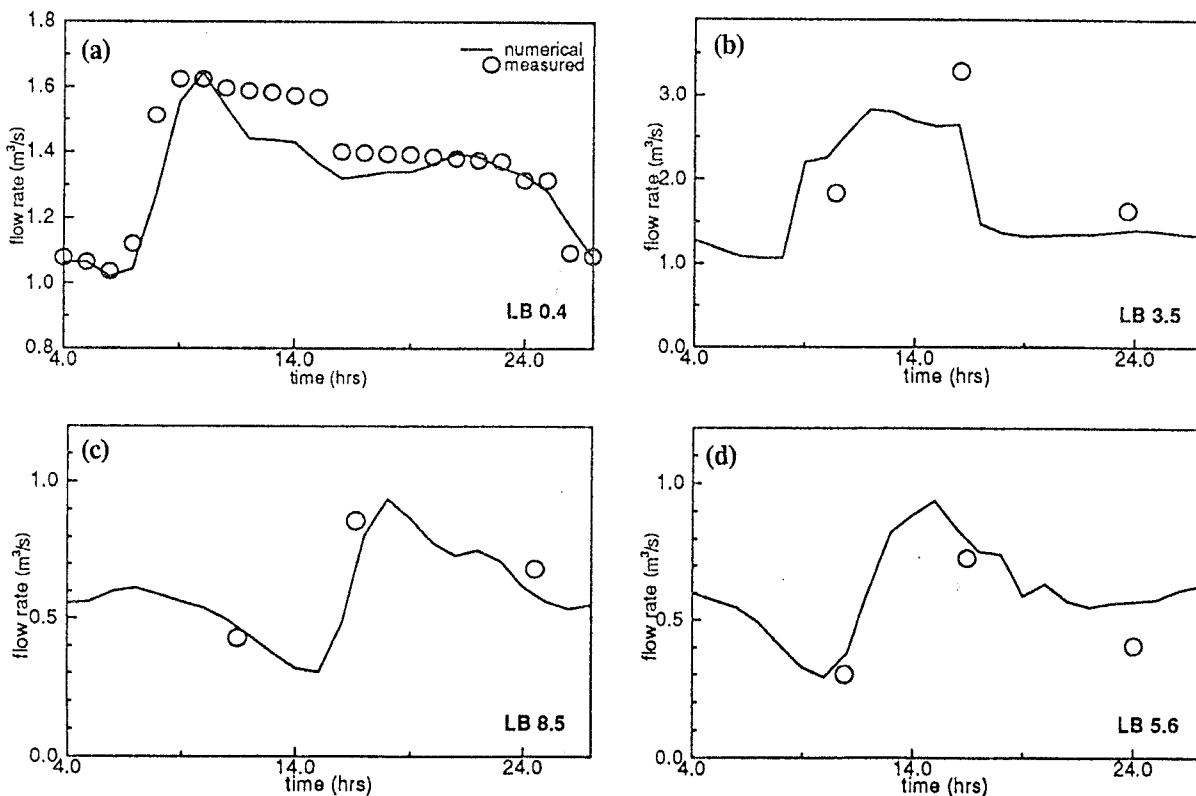 (a)
numerical
measured
1.8
1.6
1.4
1.2
1.0
0.8
flow rate (m³/s)
LB 0.4
4.0 14.0 24.0
time (hrs)
(b)
3.0
2.0
1.0
0.0
flow rate (m³/s)
LB 3.5
4.0 14.0 24.0
time (hrs)
(c)
1.0
0.5
0.0
flow rate (m³/s)
LB 8.5
4.0 14.0 24.0
time (hrs)
(d)
1.0
0.5
0.0
flow rate (m³/s)
LB 5.6
4.0 14.0 24.0
time (hrs)